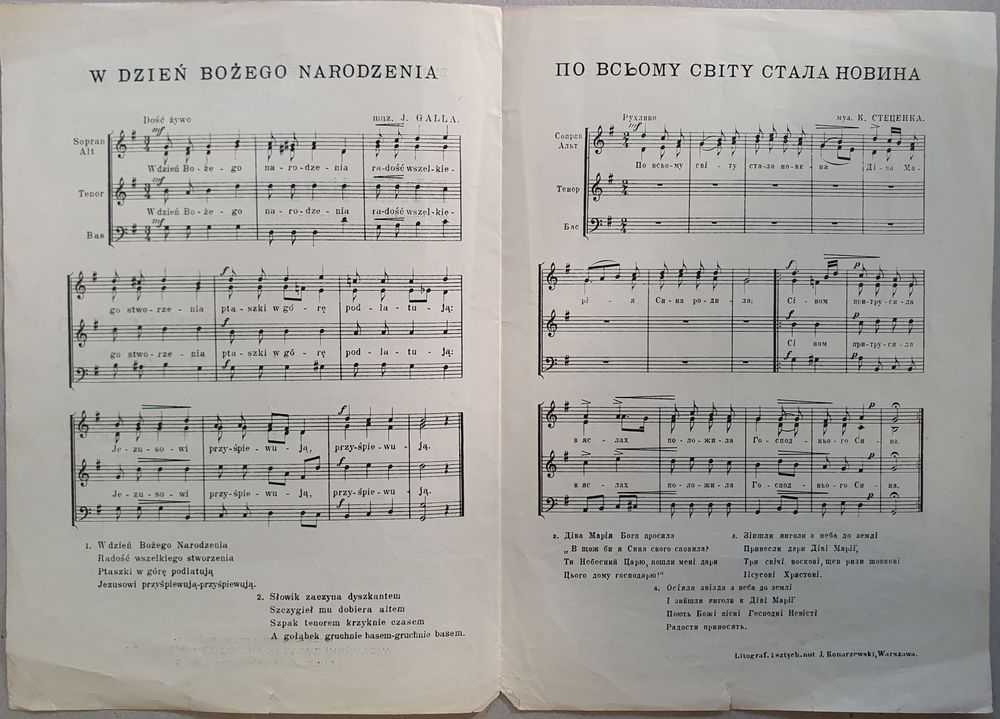 W DZIEŃ BOŻEGO NARODZENIA
Dość żywo
muz. J. GALLA.
mf
Sopran
Alt
W dzień Bo - że - go na - ro - dze - nia ra - dość wszel - kie -
mf
Tenor
W dzień Bo - że - go na - ro - dze - nia ra - dość wszel - kie -
mf
Bas
f
go stwo - rze - nia pta - szki w gó - rę pod - la - tu - ją:
f
go stwo - rze - nia pta - szki w gó - rę pod - la - tu - ją:
f
f
Je - zu - so - wi przy - śpie - wu - ją, przy - śpie - wu - ją.
f
Je - zu - so - wi przy - śpie - wu - ją, przy - śpie - wu - ją.
1. W dzień Bożego Narodzenia
Radość wszelkiego stworzenia
Ptaszki w górę podlatują
Jezusowi przyśpiewują-przyśpiewują.
2. Słowik zaczyna dyszkantem
Szczygieł mu dobiera altem
Szpak tenorem krzyknie czasem
A gołąbek gruchnie basem-gruchnie basem.
ПО ВСЬОМУ СВІТУ СТАЛА НОВИНА
Рухливо
муз. К. СТЕЦЕНКА.
mf
Сопран
Альт
По всьо - му сві - ту ста - ла нови - на Ді - ва Ма -
Тенор
Бас
f p
рі - я Си - на ро - ди - ла; Сі - ном при - тру - си - ла
f p
Сі ном при - тру - си - ла
f p
p
в яс - лах по - ло - жи - ла Го - спод - ньо - го Си - на.
p
в яс - лах по - ло - жи - ла Го - спод - ньо - го Си - на.
p
2. Діва Марія Бога просила
„В щож би я Сина свого сповила?
Ти Небесний Царю, пошли мені дари
Цього дому господарю!"
3. Зійшли янголи з неба до землі
Принесли дари Діві Марії,
Три свічі воскові, щей ризи шовкові
Іісусові Христові.
4. Осіяла звізда з неба до землі
І зийшли янголи к Діві Марії
Поють Божі пісні Господні Невісті
Радости приносять.
Litograf. i sztych. nut J. Konarzewski, Warszawa.